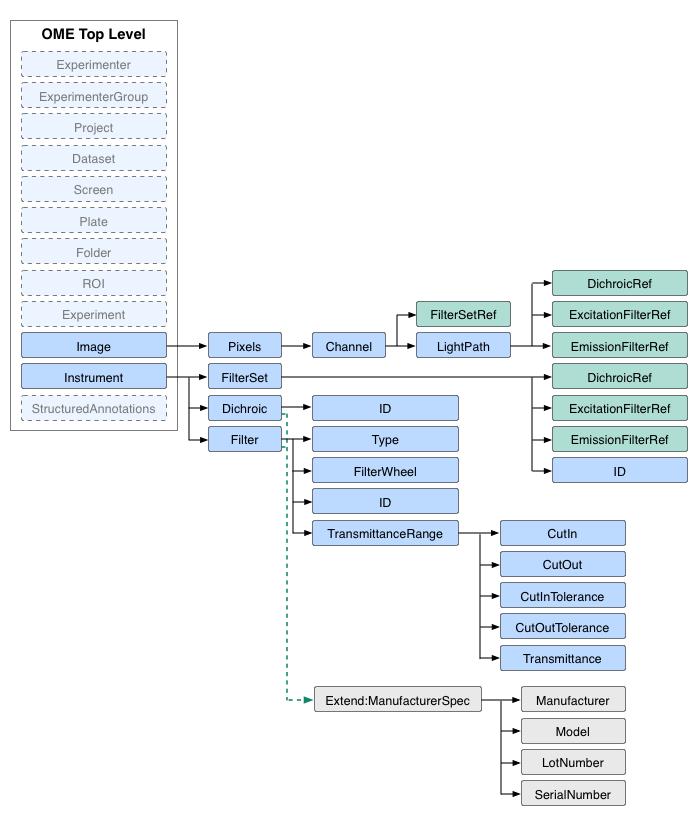 OME Top Level
Experimenter
ExperimenterGroup
Project
Dataset
Screen
Plate
Folder
ROI
Experiment
Image
Instrument
StructuredAnnotations
Pixels
Channel
FilterSetRef
LightPath
DichroicRef
ExcitationFilterRef
EmissionFilterRef
FilterSet
DichroicRef
ExcitationFilterRef
EmissionFilterRef
ID
Dichroic
ID
Filter
Type
FilterWheel
ID
TransmittanceRange
CutIn
CutOut
CutInTolerance
CutOutTolerance
Transmittance
Extend:ManufacturerSpec
Manufacturer
Model
LotNumber
SerialNumber